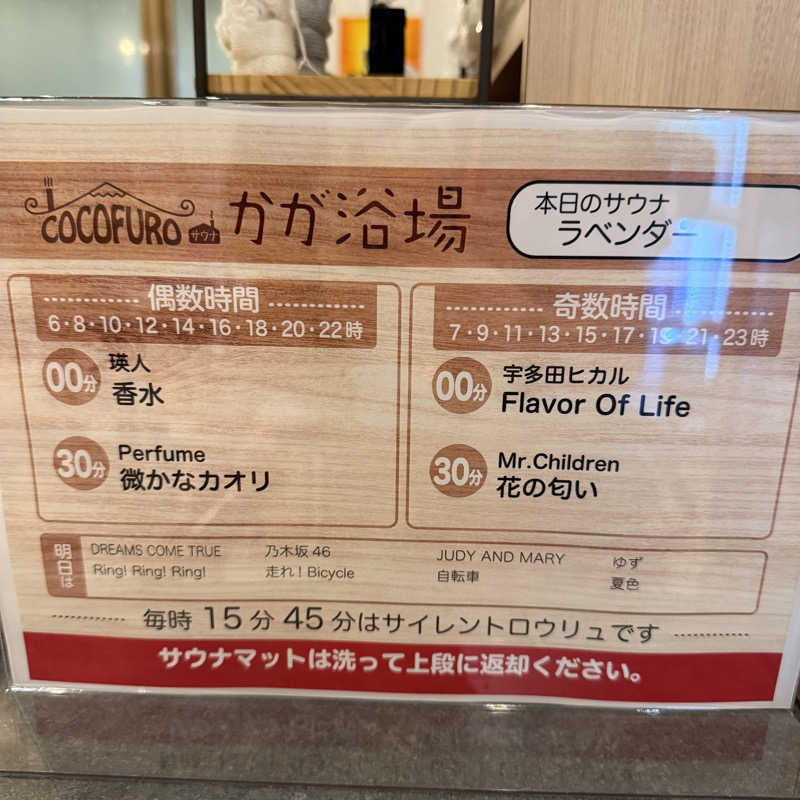 COCOFURO サウナ かが浴場
本日のサウナ
ラベンダー
偶数時間
6・8・10・12・14・16・18・20・22時
00分
瑛人
香水
30分
Perfume
微かなカオリ
奇数時間
7・9・11・13・15・17・19・21・23時
00分
宇多田ヒカル
Flavor Of Life
30分
Mr.Children
花の匂い
明日は
DREAMS COME TRUE
Ring! Ring! Ring!
乃木坂46
走れ！Bicycle
JUDY AND MARY
自転車
ゆず
夏色
毎時 15分 45分はサイレントロウリュです
サウナマットは洗って上段に返却ください。